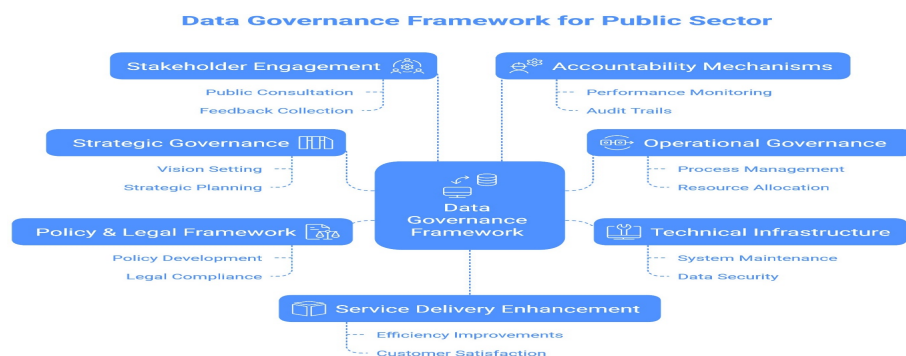 Data Governance Framework for Public Sector
Stakeholder Engagement
Public Consultation
Feedback Collection
Accountability Mechanisms
Performance Monitoring
Audit Trails
Strategic Governance
Vision Setting
Strategic Planning
Operational Governance
Process Management
Resource Allocation
Data
Governance
Framework
Policy & Legal Framework
Policy Development
Legal Compliance
Technical Infrastructure
System Maintenance
Data Security
Service Delivery Enhancement
Efficiency Improvements
Customer Satisfaction